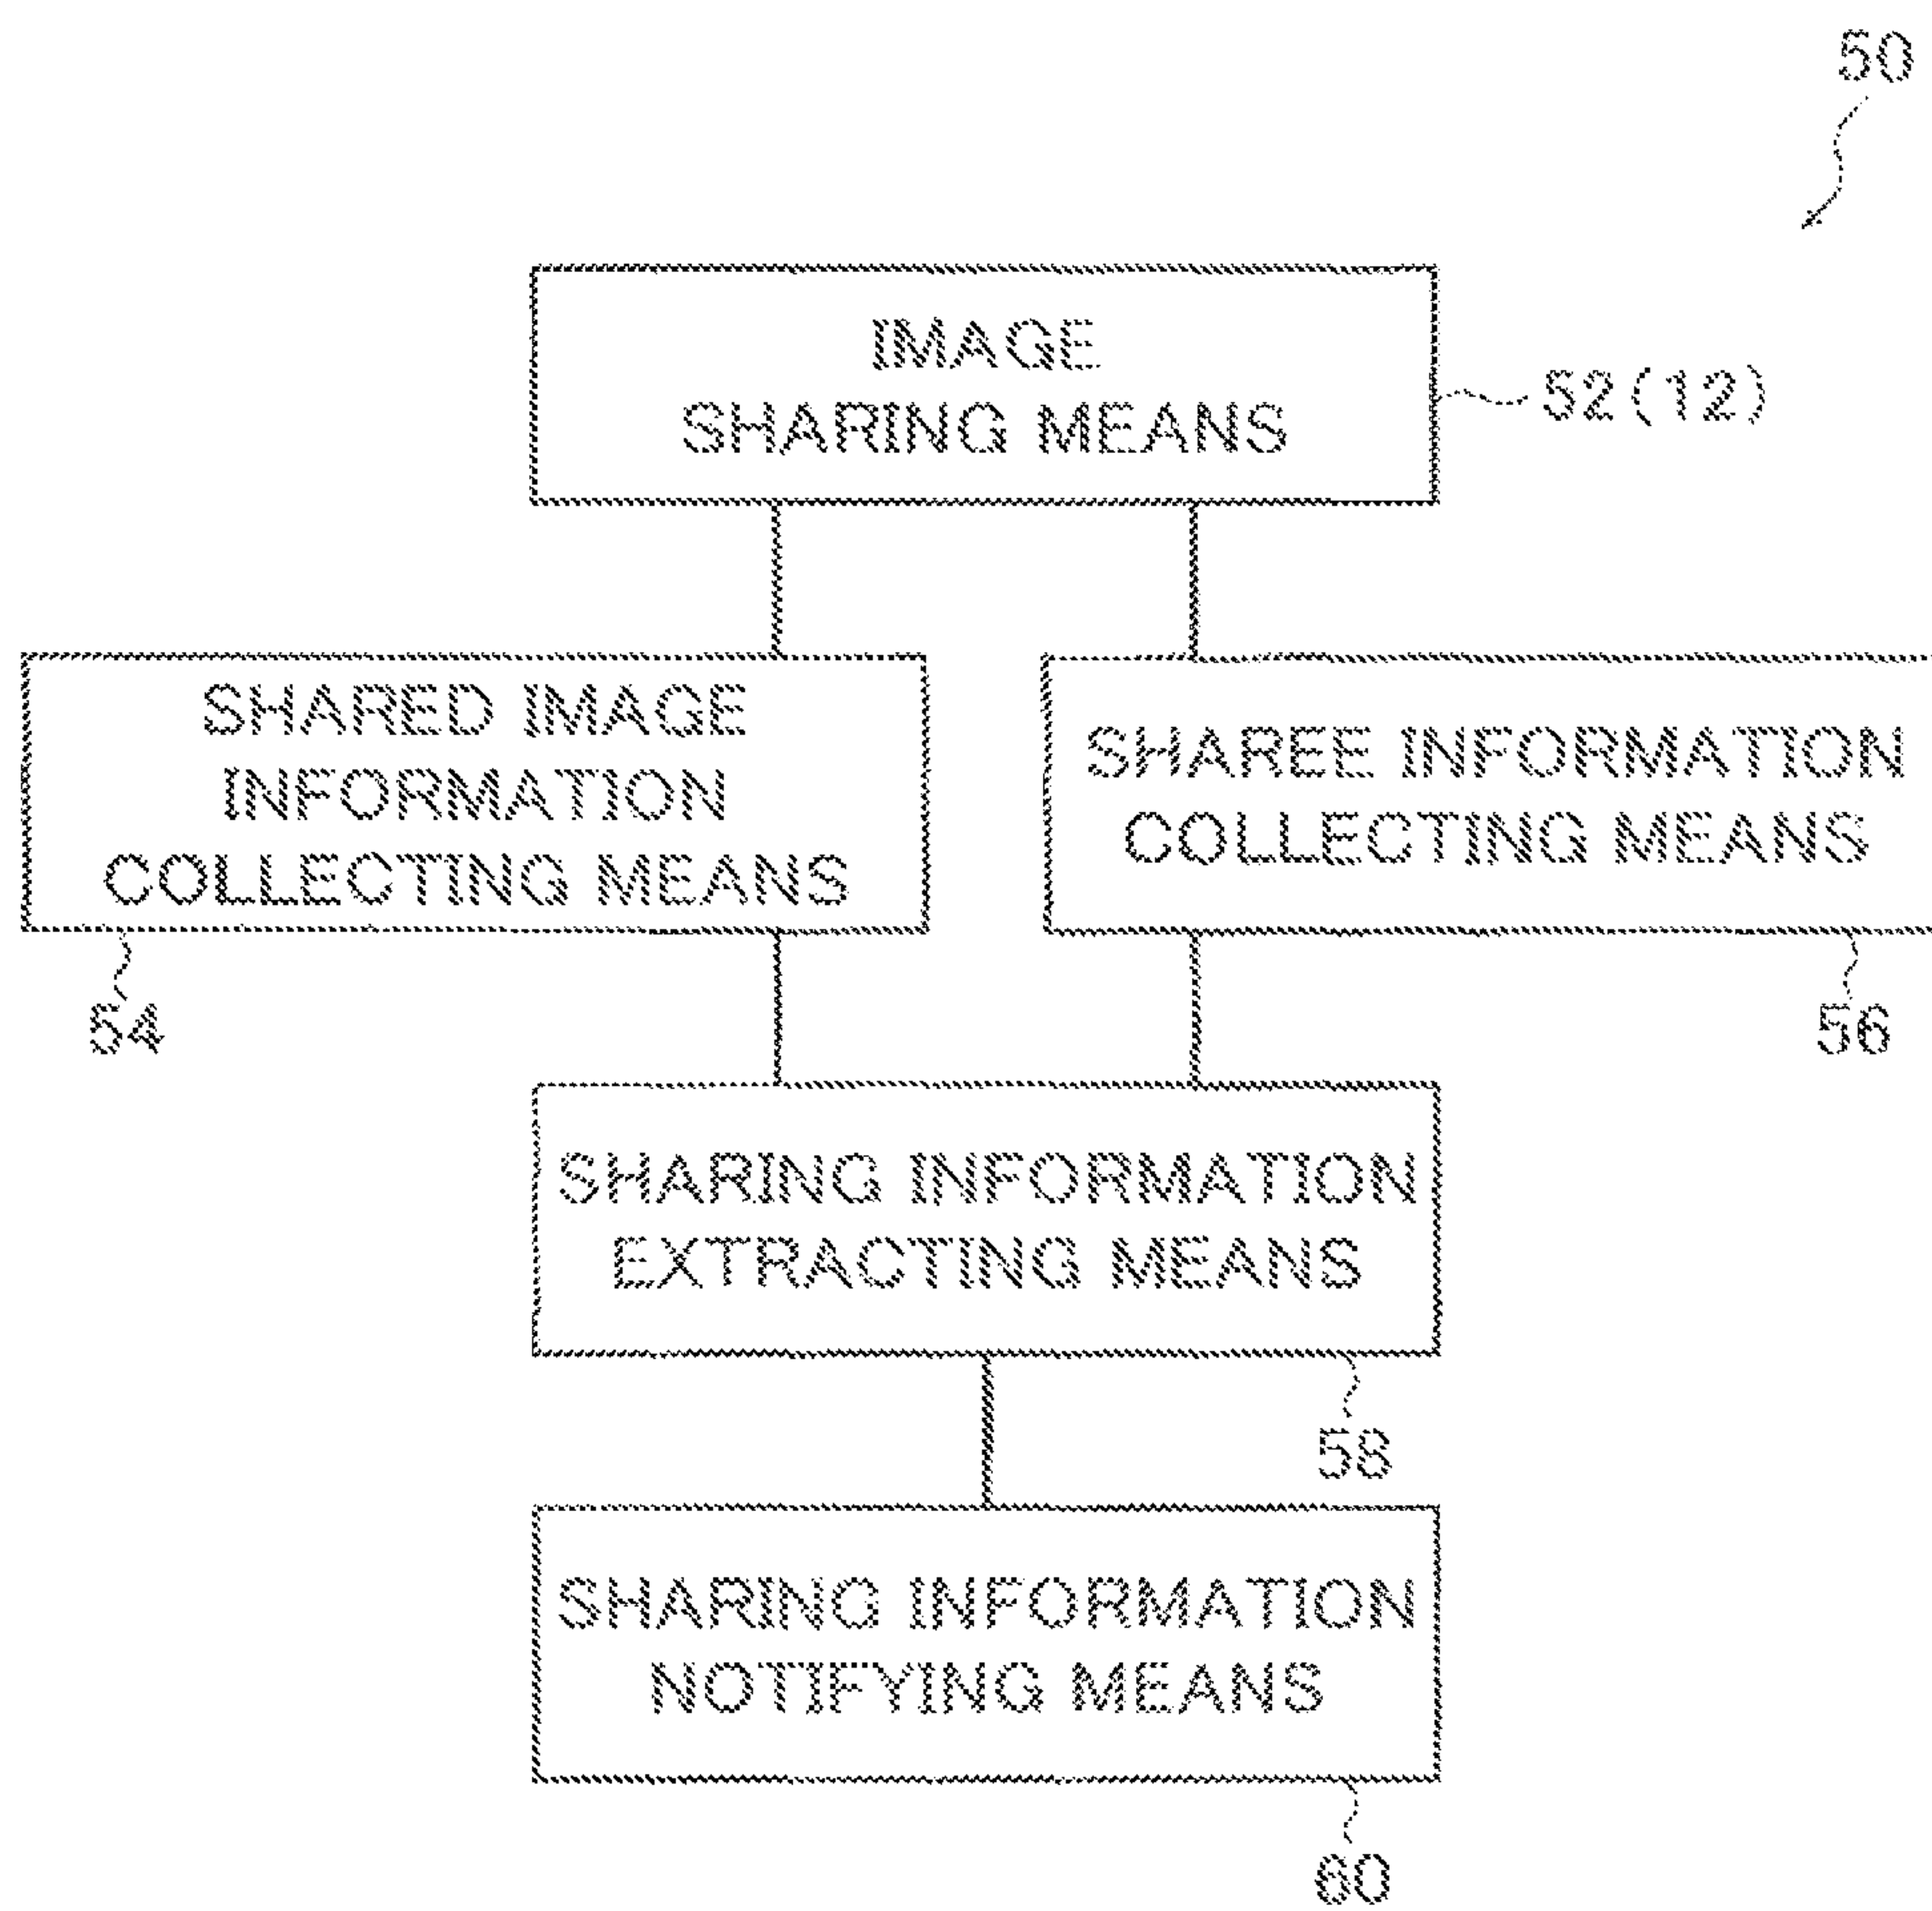 50
IMAGE
SHARING MEANS
52(12)
SHARED IMAGE
INFORMATION
COLLECTING MEANS
54
SHAREE INFORMATION
COLLECTING MEANS
56
SHARING INFORMATION
EXTRACTING MEANS
58
SHARING INFORMATION
NOTIFYING MEANS
60